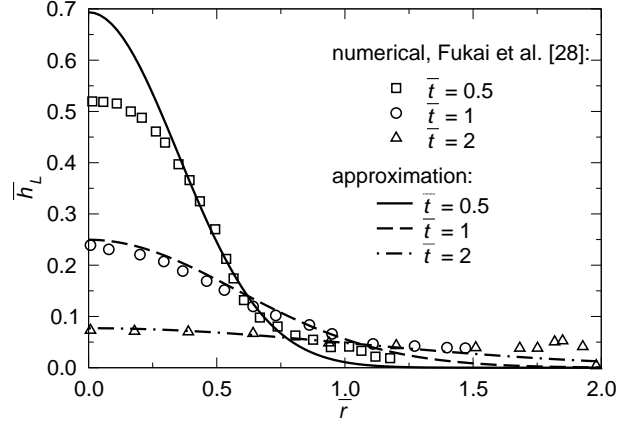 0.7
0.6
0.5
0.4
0.3
0.2
0.1
0.0
h̅_L
numerical, Fukai et al. [28]:
t̅ = 0.5
t̅ = 1
t̅ = 2
approximation:
t̅ = 0.5
t̅ = 1
t̅ = 2
0.0 0.5 1.0 1.5 2.0
r̅